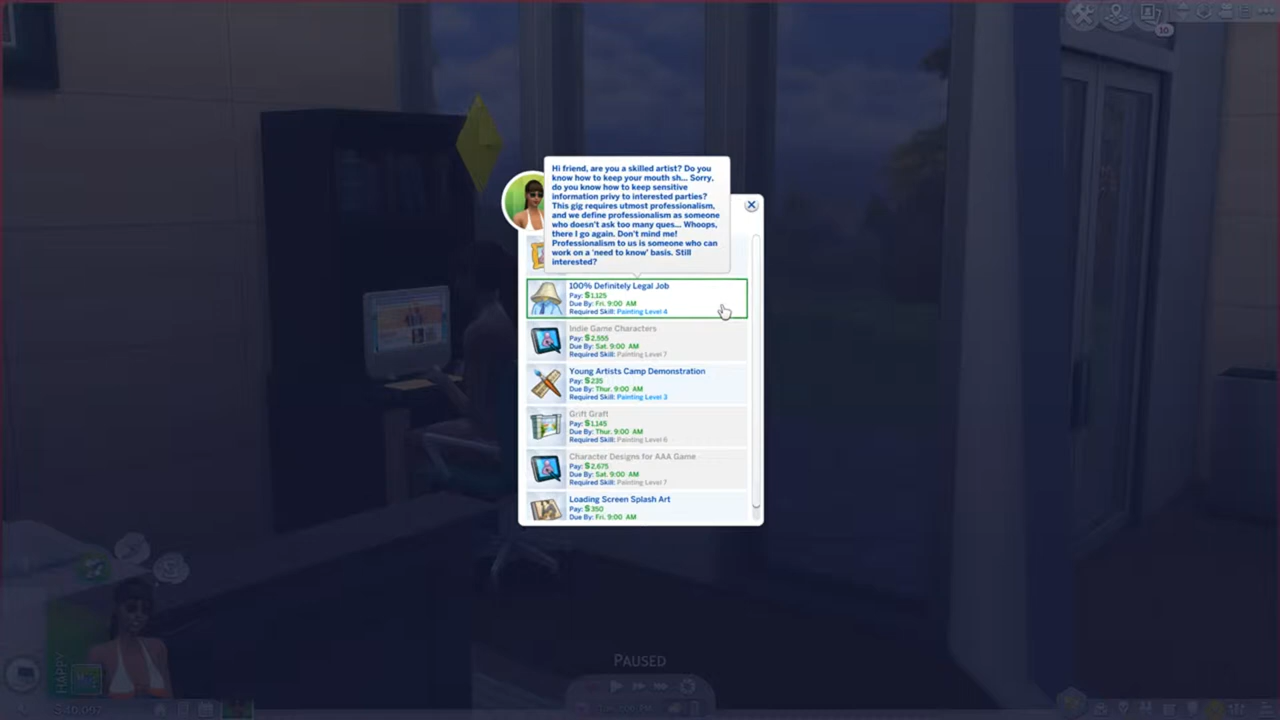 10
Hi friend, are you a skilled artist? Do you
know how to keep your mouth sh... Sorry,
do you know how to keep sensitive
information privy to interested parties?
This gig requires utmost professionalism,
and we define professionalism as someone
who doesn't ask too many ques... Whoops,
there I go again. Don't mind me!
Professionalism to us is someone who can
work on a 'need to know' basis. Still
interested?
100% Definitely Legal Job
Pay: $1,125
Due By: Fri. 9:00 AM
Required Skill: Painting Level 4
Indie Game Characters
Pay: $2,555
Due By: Sat. 9:00 AM
Required Skill: Painting Level 7
Young Artists Camp Demonstration
Pay: $235
Due By: Thur. 9:00 AM
Required Skill: Painting Level 3
Grift Graft
Pay: $1,145
Due By: Thur. 9:00 AM
Required Skill: Painting Level 6
Character Designs for AAA Game
Pay: $2,675
Due By: Sat. 9:00 AM
Required Skill: Painting Level 7
Loading Screen Splash Art
Pay: $350
Due By: Fri. 9:00 AM
PAUSED
HAPPY